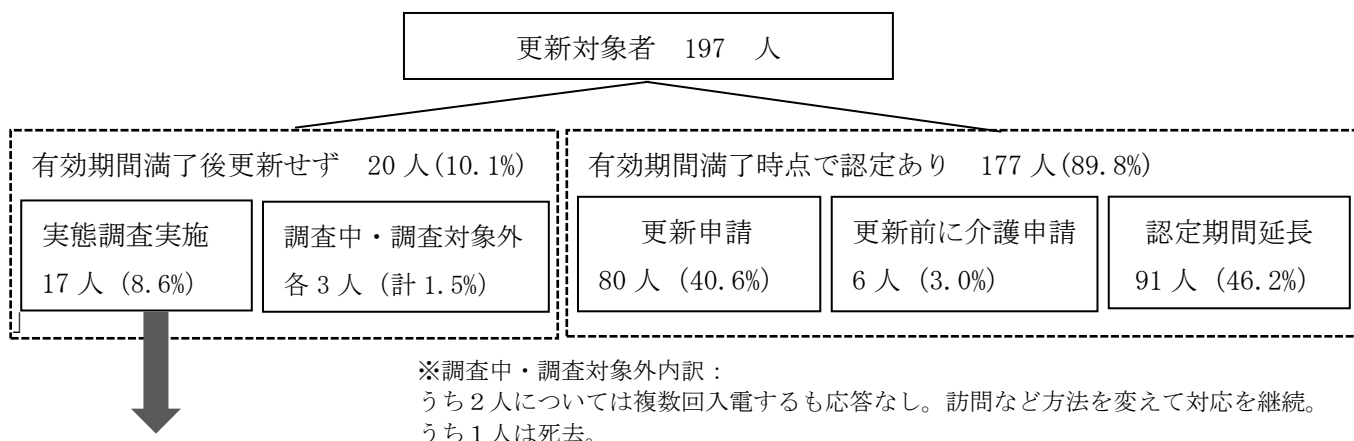 更新対象者 197 人
有効期間満了後更新せず 20 人(10.1%)
実態調査実施
17 人 (8.6%)
調査中・調査対象外
各 3 人 (計 1.5%)
有効期間満了時点で認定あり 177 人(89.8%)
更新申請
80 人 (40.6%)
更新前に介護申請
6 人 (3.0%)
認定期間延長
91 人 (46.2%)
※調査中・調査対象外内訳：
うち２人については複数回入電するも応答なし。訪問など方法を変えて対応を継続。
うち１人は死去。